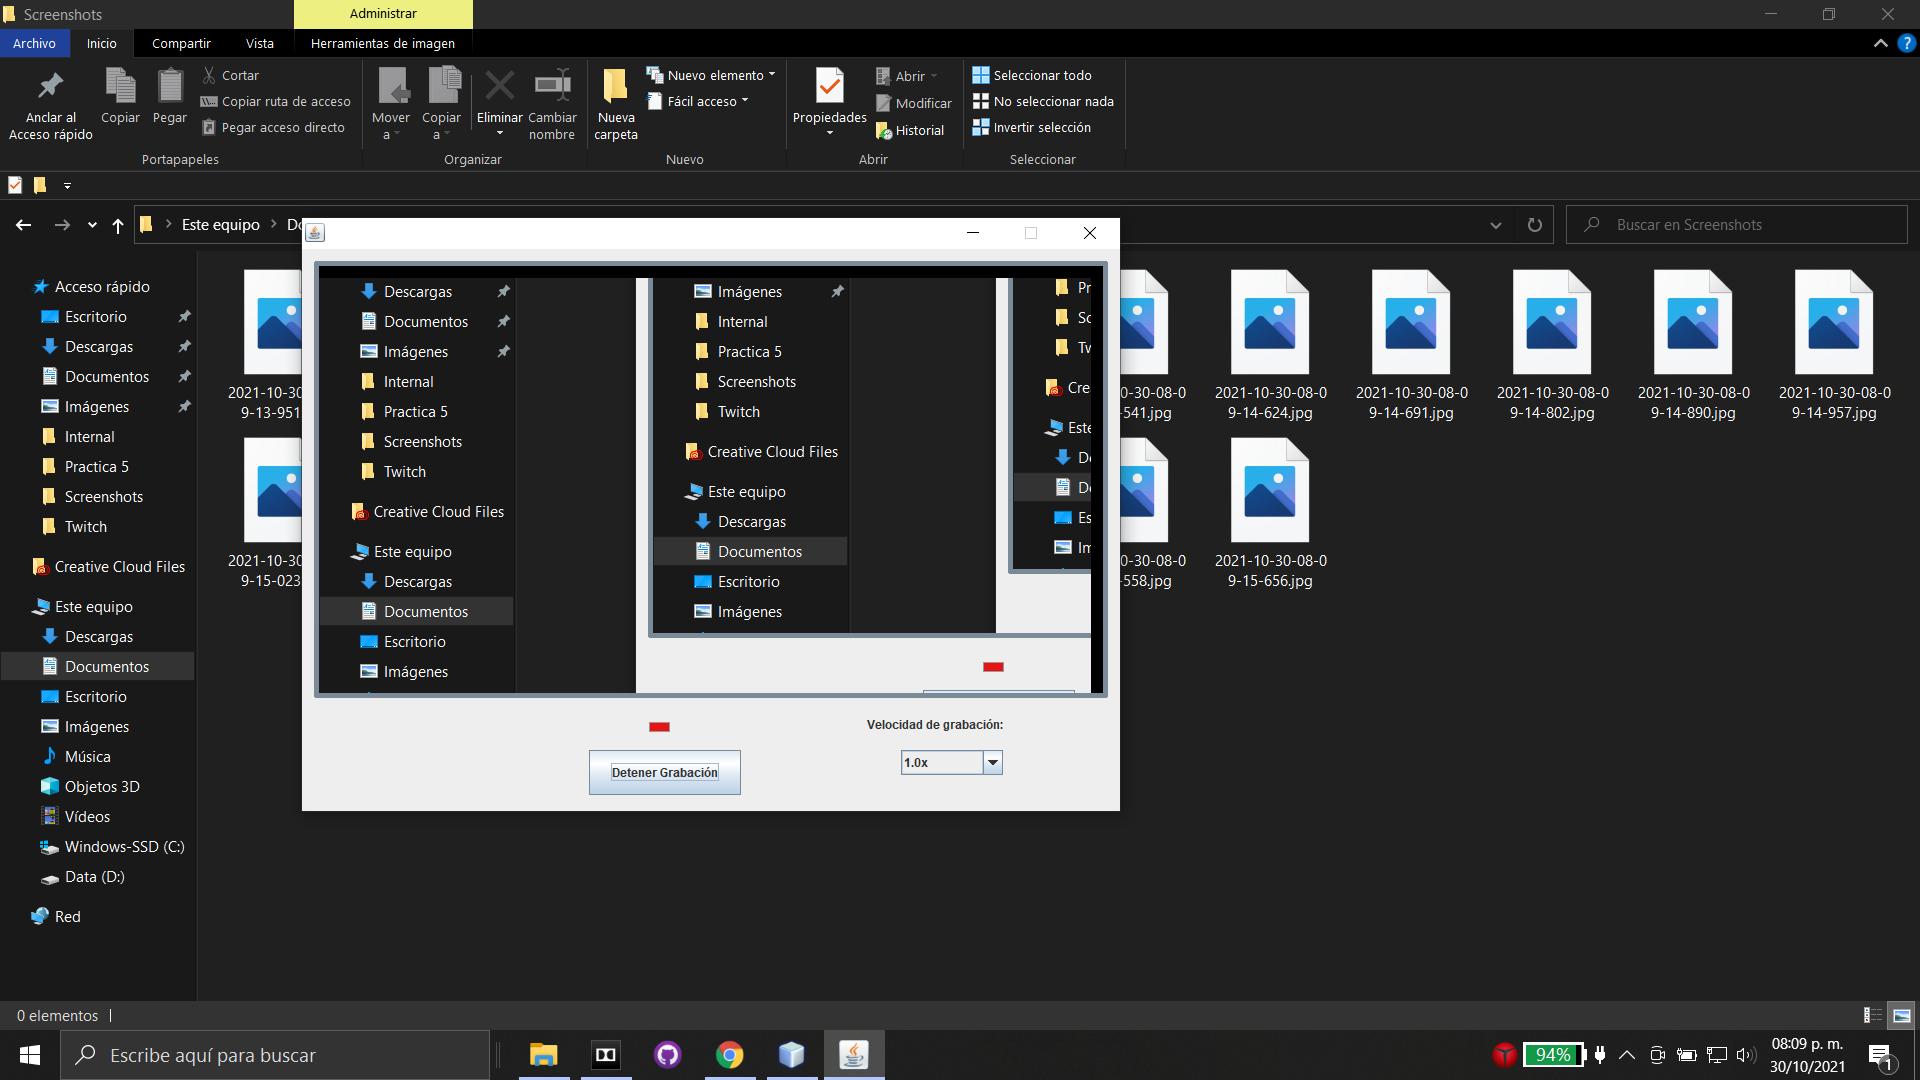 Screenshots
Administrar
Archivo
Inicio
Compartir
Vista
Herramientas de imagen
Anclar al
Acceso rápido
Copiar
Pegar
Cortar
Copiar ruta de acceso
Pegar acceso directo
Mover
a
Copiar
a
Eliminar
Cambiar
nombre
Nueva
carpeta
Nuevo elemento
Fácil acceso
Propiedades
Abrir
Modificar
Historial
Seleccionar todo
No seleccionar nada
Invertir selección
Portapapeles
Organizar
Nuevo
Abrir
Seleccionar
Este equipo
Do
Buscar en Screenshots
Acceso rápido
Escritorio
Descargas
Documentos
Imágenes
Internal
Practica 5
Screenshots
Twitch
Creative Cloud Files
Este equipo
Descargas
Documentos
Escritorio
Imágenes
Música
Objetos 3D
Vídeos
Windows-SSD (C:)
Data (D:)
Red
2021-10-30
9-13-951
2021-10-30
9-15-023
Descargas
Documentos
Imágenes
Internal
Practica 5
Screenshots
Twitch
Creative Cloud Files
Este equipo
Descargas
Documentos
Escritorio
Imágenes
Imágenes
Internal
Practica 5
Screenshots
Twitch
Creative Cloud Files
Este equipo
Descargas
Documentos
Escritorio
Imágenes
Pr
Sc
Tw
Cre
Este
De
Do
Es
Im
Velocidad de grabación:
Detener Grabación
1.0x
0-30-08-0
-541.jpg
2021-10-30-08-0
9-14-624.jpg
2021-10-30-08-0
9-14-691.jpg
2021-10-30-08-0
9-14-802.jpg
2021-10-30-08-0
9-14-890.jpg
2021-10-30-08-0
9-14-957.jpg
0-30-08-0
-558.jpg
2021-10-30-08-0
9-15-656.jpg
0 elementos
Escribe aquí para buscar
94%
08:09 p. m.
30/10/2021
1